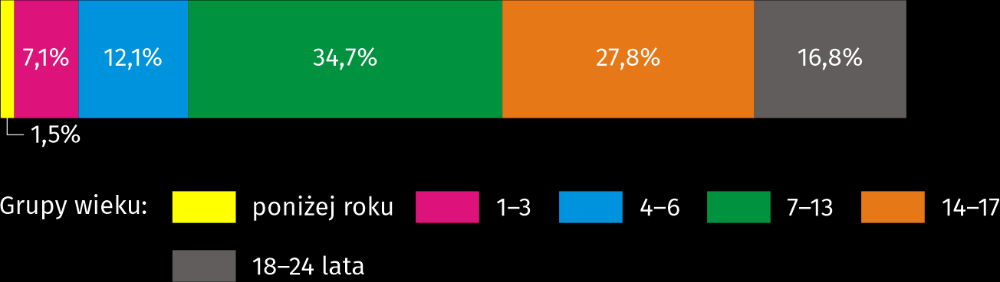 7,1% 12,1% 34,7% 27,8% 16,8%
1,5%
Grupy wieku: poniżej roku 1–3 4–6 7–13 14–17
18–24 lata